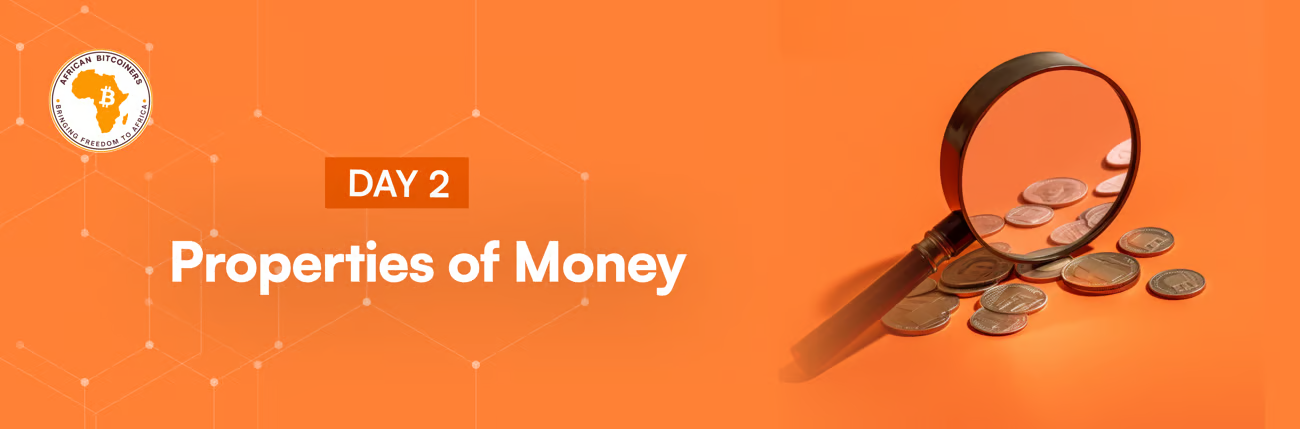 AFRICAN BITCOINERS
BRINGING FREEDOM TO AFRICA
DAY 2
Properties of Money